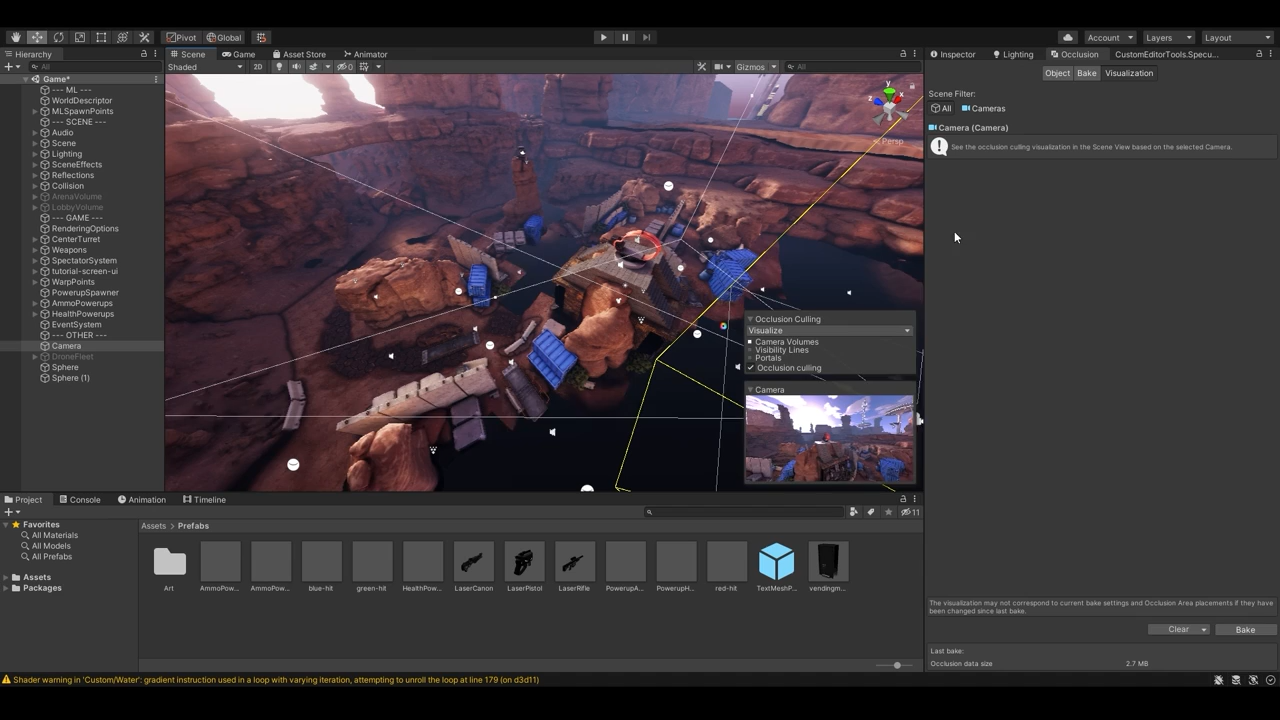 Pivot Global
Account Layers Layout
Hierarchy
Scene Game Asset Store Animator
Inspector Lighting Occlusion CustomEditorTools.Specu...
All
Shaded 2D 0 Gizmos All
Object Bake Visualization
Game*
--- ML ---
WorldDescriptor
MLSpawnPoints
--- SCENE ---
Audio
Scene
Lighting
SceneEffects
Reflections
Collision
ArenaVolume
LobbyVolume
--- GAME ---
RenderingOptions
CenterTurret
Weapons
SpectatorSystem
tutorial-screen-ui
WarpPoints
PowerupSpawner
AmmoPowerups
HealthPowerups
EventSystem
--- OTHER ---
Camera
DroneFleet
Sphere
Sphere (1)
y
z x
< Persp
Occlusion Culling
Visualize
Camera Volumes
Visibility Lines
Portals
Occlusion culling
Camera
Scene Filter:
All Cameras
Camera (Camera)
See the occlusion culling visualization in the Scene View based on the selected Camera.
The visualization may not correspond to current bake settings and Occlusion Area placements if they have been changed since last bake.
Clear Bake
Last bake:
Occlusion data size 2.7 MB
Project Console Animation Timeline
11
Favorites
All Materials
All Models
All Prefabs
Assets
Packages
Assets > Prefabs
Art AmmoPow... AmmoPow... blue-hit green-hit HealthPow... LaserCanon LaserPistol LaserRifle PowerupA... PowerupH... red-hit TextMeshP... vendingm...
Shader warning in 'Custom/Water': gradient instruction used in a loop with varying iteration, attempting to unroll the loop at line 179 (on d3d11)